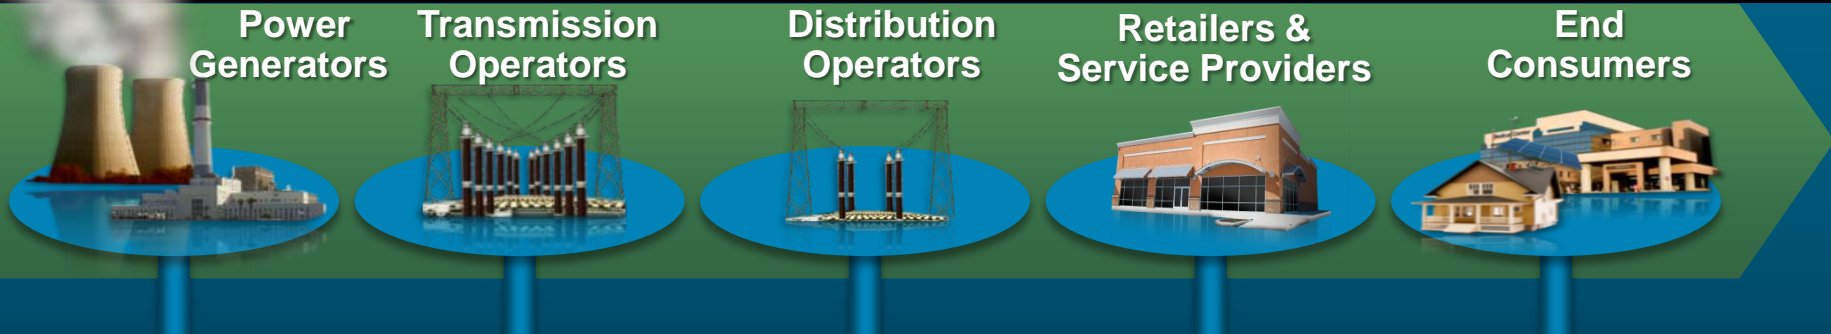 Power
Generators
Transmission
Operators
Distribution
Operators
Retailers &
Service Providers
End
Consumers